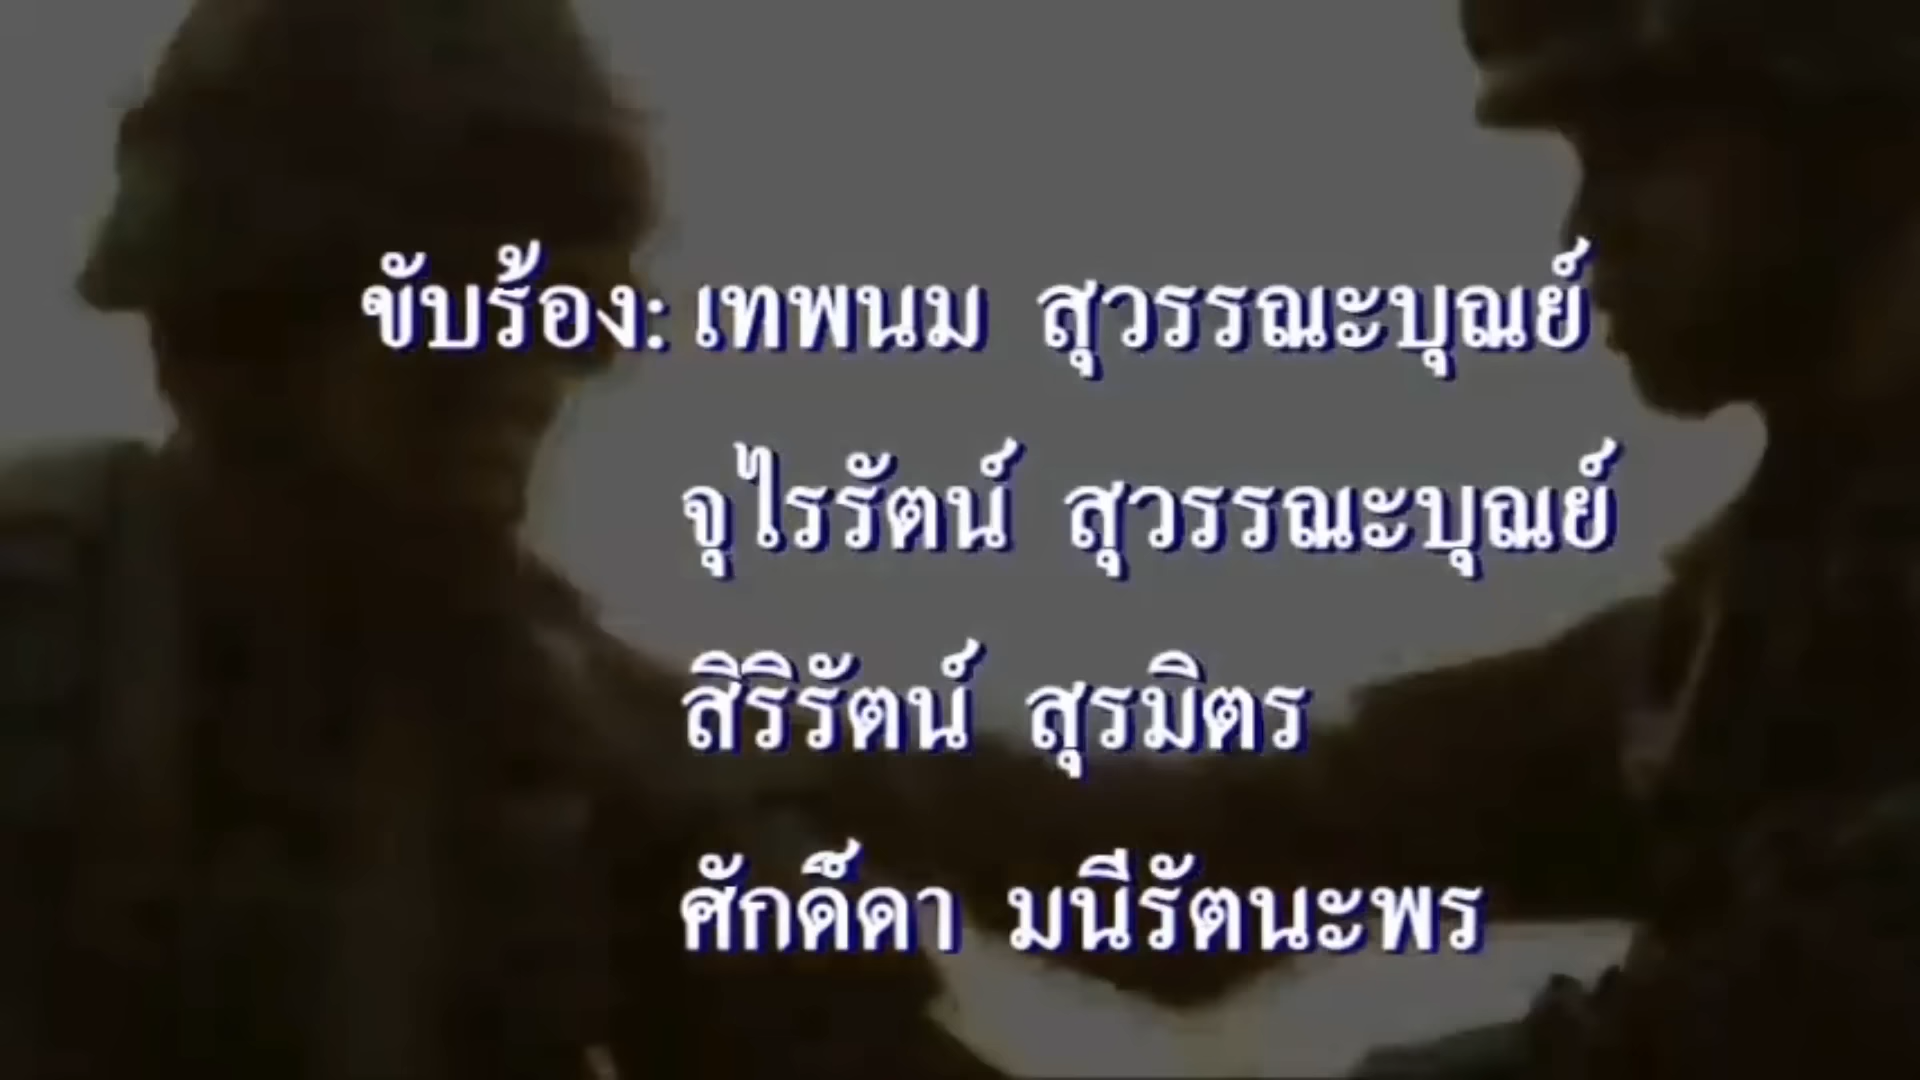 ขับร้อง: เทพนม สุวรรณะบุณย์
จุไรรัตน์ สุวรรณะบุณย์
สิริรัตน์ สุรมิตร
ศักดิ์ดา มนีรัตนะพร